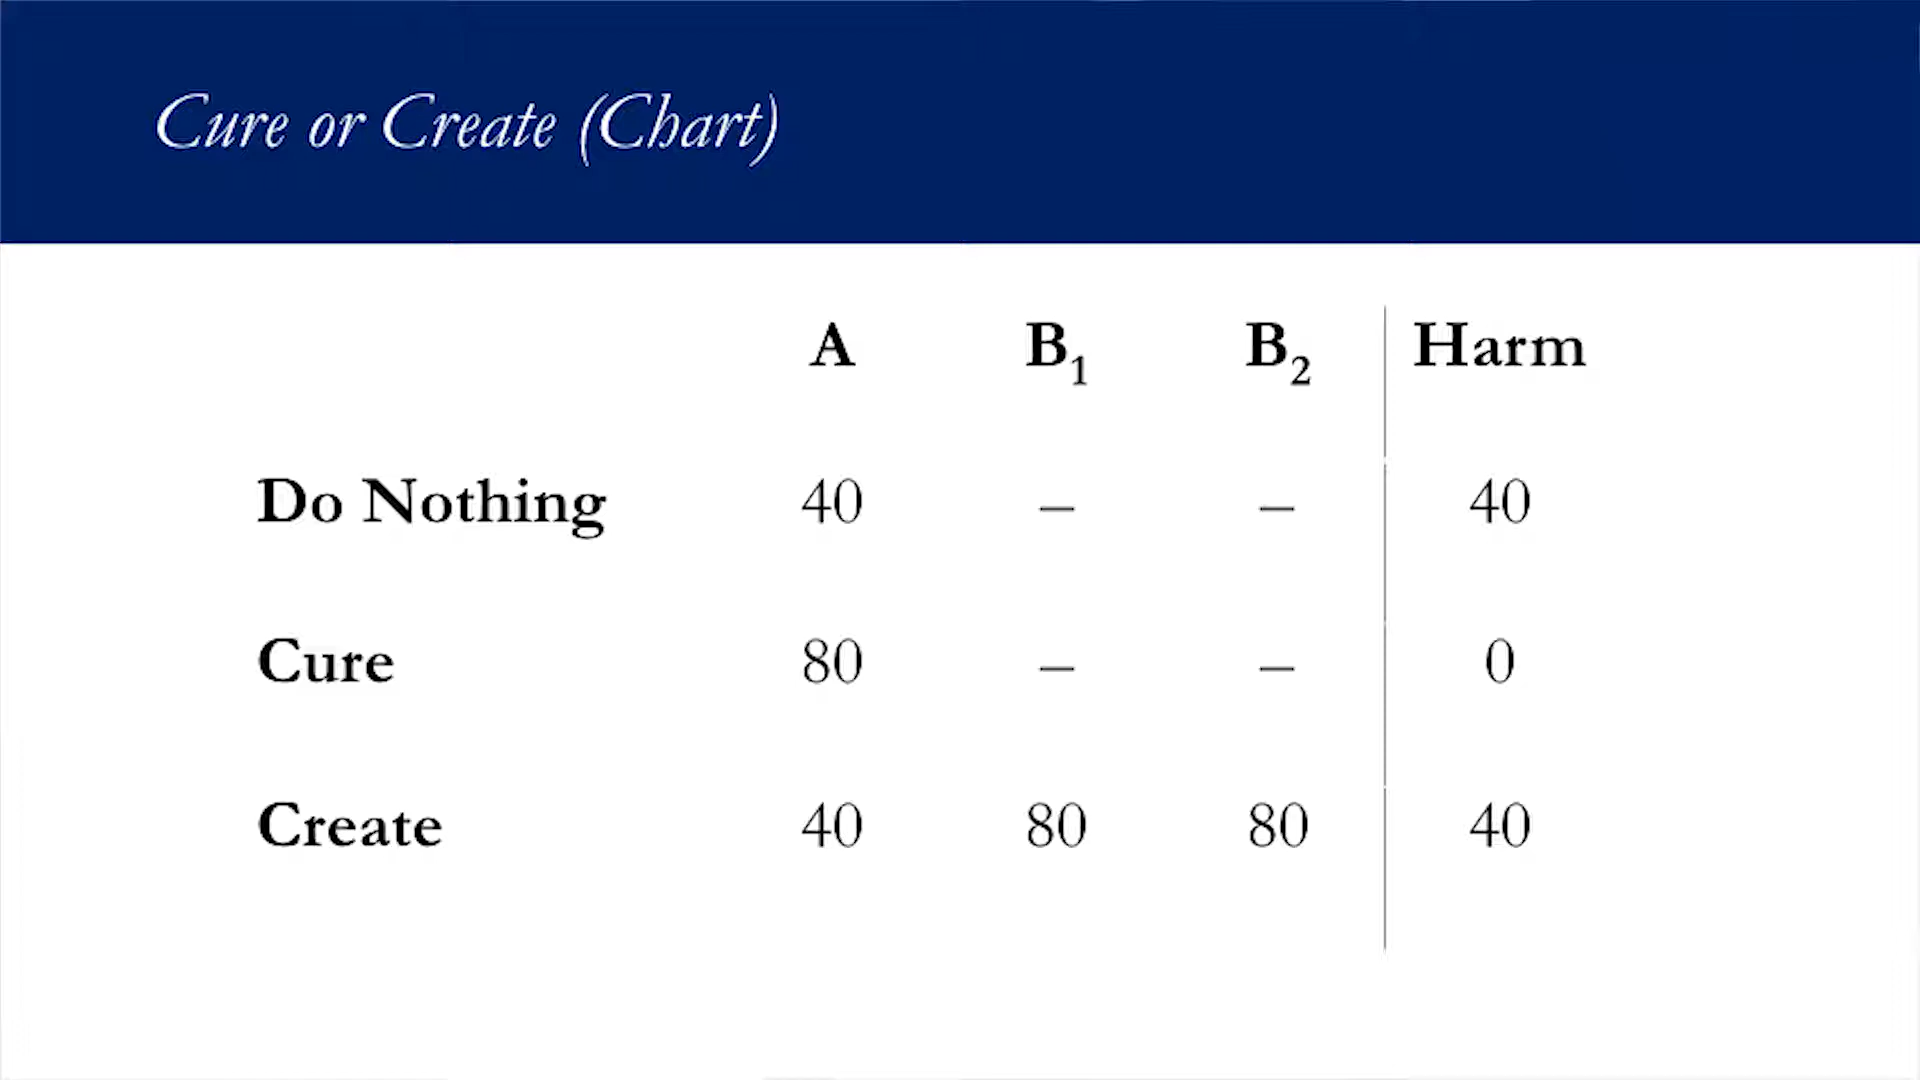 Cure or Create (Chart)
A B₁ B₂ Harm
Do Nothing 40 – – 40
Cure 80 – – 0
Create 40 80 80 40